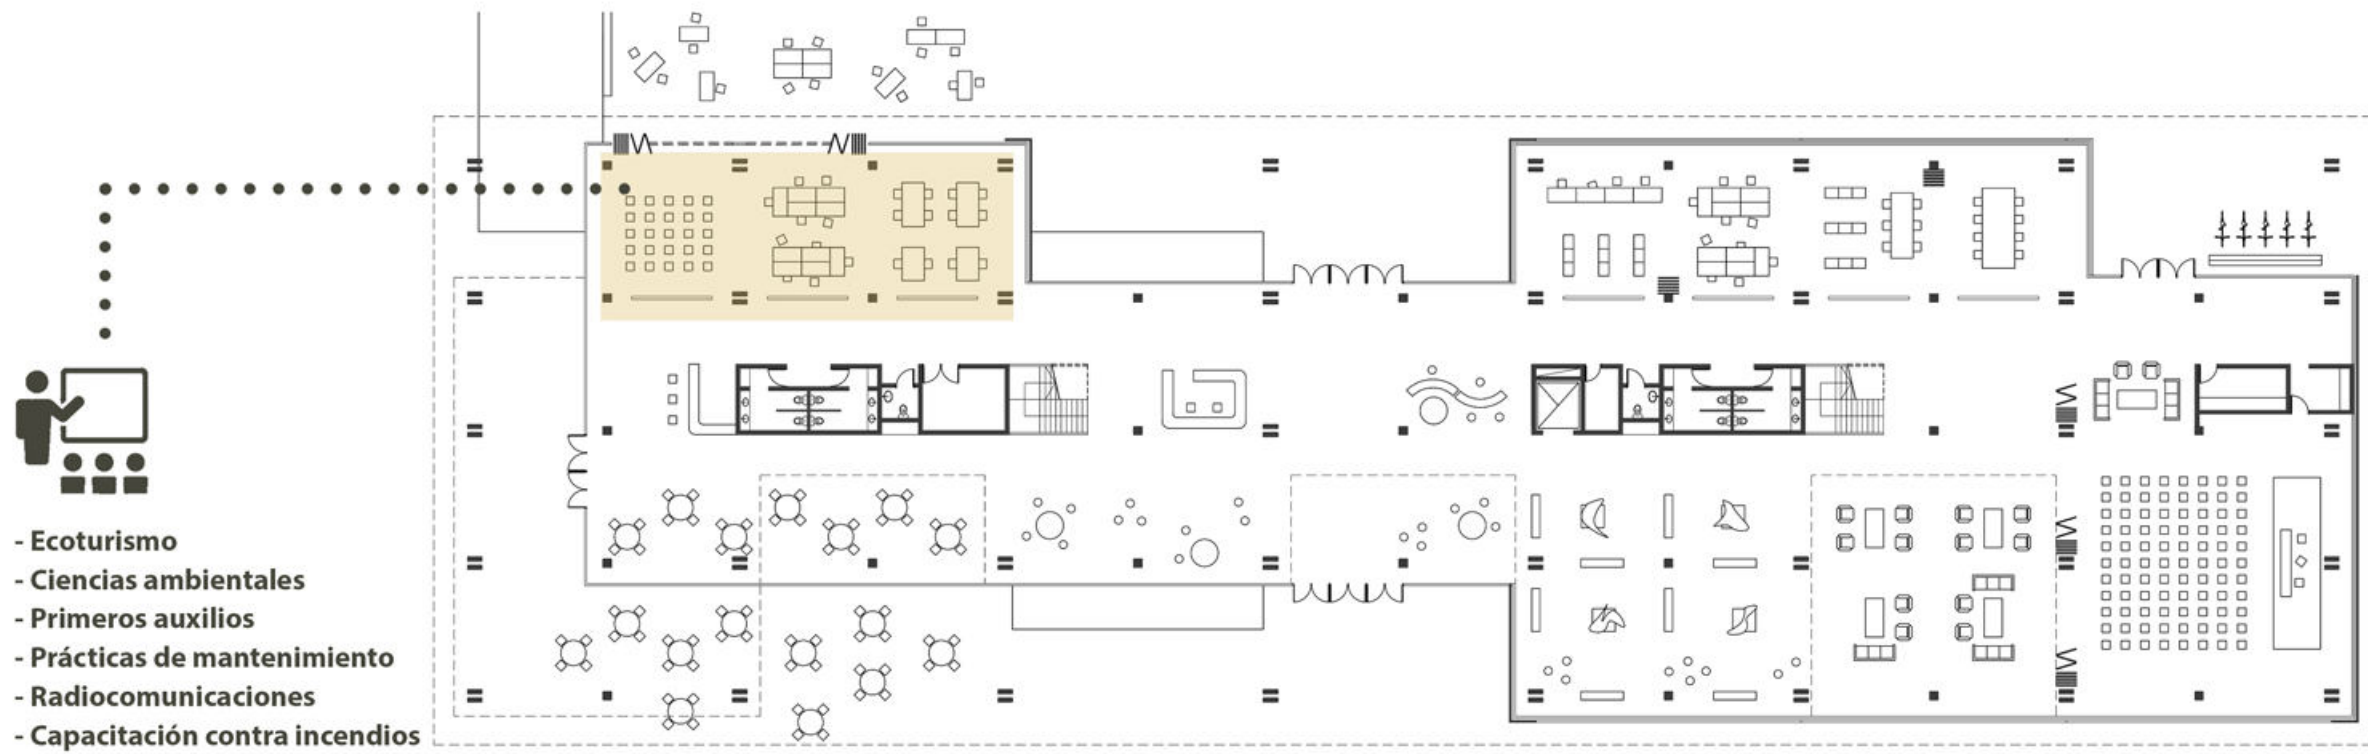 - Ecoturismo
- Ciencias ambientales
- Primeros auxilios
- Prácticas de mantenimiento
- Radiocomunicaciones
- Capacitación contra incendios